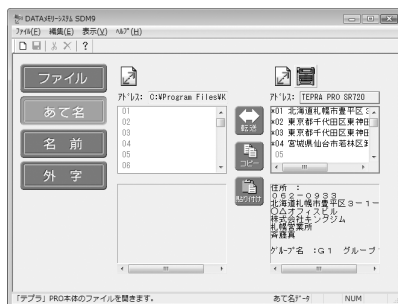 DATAﾒﾓﾘｰｼｽﾃﾑ SDM9
ﾌｧｲﾙ(F) 編集(E) 表示(V) ﾍﾙﾌﾟ(H)
ファイル
あて名
名前
外字
ｱﾄﾞﾚｽ: C:¥Program Files¥K
01
02
03
04
05
06
転送
コピー
貼り付け
ｱﾄﾞﾚｽ: TEPRA PRO SR720
×01 北海道札幌市豊平区
×02 東京都千代田区東神田
×03 東京都千代田区東神田
×04 宮城県仙台市若林区
05
住所 :
062-0933
北海道札幌市豊平区3-1-
○△オフィスビル
株式会社キングジム
札幌営業所
斉藤真
ｸﾞﾙｰﾌﾟ名 :G1 グループ
「テプラ」PRO本体のファイルを開きます。
あて名ﾃﾞｰﾀ NUM